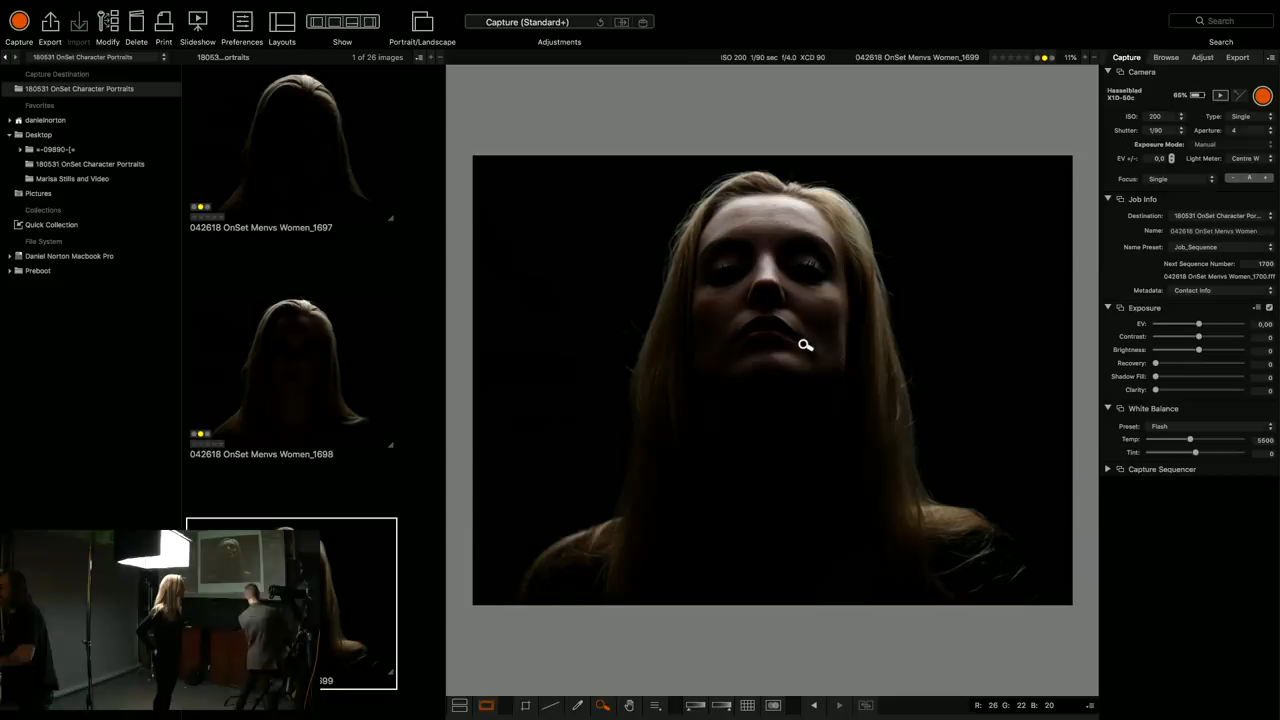 Capture Export Import Modify Delete Print Slideshow Preferences Layouts Show Portrait/Landscape
Capture (Standard+)
Adjustments
Search
Search
180531 OnSet Character Portraits
18053...ortraits
1 of 26 images
ISO 200 1/90 sec f/4.0 XCD 90
042618 OnSet Menvs Women_1699
11%
Capture Browse Adjust Export
Capture Destination
180531 OnSet Character Portraits
Favorites
danielnorton
Desktop
=-09890-[=
180531 OnSet Character Portraits
Marisa Stills and Video
Pictures
Collections
Quick Collection
File System
Daniel Norton Macbook Pro
Preboot
042618 OnSet Menvs Women_1697
042618 OnSet Menvs Women_1698
399
Camera
Hasselblad
X1D-50c
65%
ISO: 200 Type: Single
Shutter: 1/90 Aperture: 4
Exposure Mode: Manual
EV +/-: 0,0 Light Meter: Centre W
Focus: Single - A +
Job Info
Destination: 180531 OnSet Character Por...
Name: 042618 OnSet Menvs Women
Name Preset: Job_Sequence
Next Sequence Number: 1700
042618 OnSet Menvs Women_1700.fff
Metadata: Contact Info
Exposure
EV: 0,00
Contrast: 0
Brightness: 0
Recovery: 0
Shadow Fill: 0
Clarity: 0
White Balance
Preset: Flash
Temp: 5500
Tint: 0
Capture Sequencer
R: 26 G: 22 B: 20